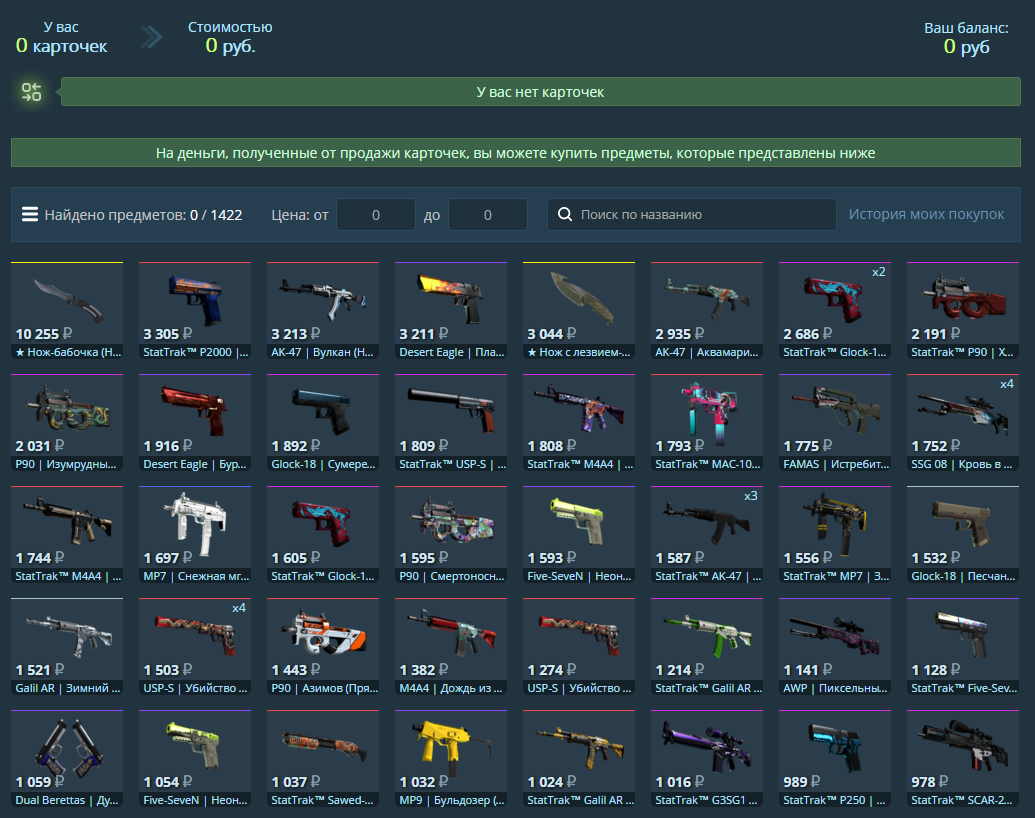 У вас
0 карточек
Стоимостью
0 руб.
Ваш баланс:
0 руб
У вас нет карточек
На деньги, полученные от продажи карточек, вы можете купить предметы, которые представлены ниже
Найдено предметов: 0 / 1422 Цена: от 0 до 0 Поиск по названию История моих покупок
x2
10 255 ₽ 3 305 ₽ 3 213 ₽ 3 211 ₽ 3 044 ₽ 2 935 ₽ 2 686 ₽ 2 191 ₽
★ Нож-бабочка (Н... StatTrak™ P2000 |... AK-47 | Вулкан (Н... Desert Eagle | Пла... ★ Нож с лезвием-... AK-47 | Аквамари... StatTrak™ Glock-1... StatTrak™ P90 | Х...
x4
2 031 ₽ 1 916 ₽ 1 892 ₽ 1 809 ₽ 1 808 ₽ 1 793 ₽ 1 775 ₽ 1 752 ₽
P90 | Изумрудны... Desert Eagle | Бур... Glock-18 | Сумере... StatTrak™ USP-S | ... StatTrak™ M4A4 | ... StatTrak™ MAC-10... FAMAS | Истребит... SSG 08 | Кровь в ...
x3
1 744 ₽ 1 697 ₽ 1 605 ₽ 1 595 ₽ 1 593 ₽ 1 587 ₽ 1 556 ₽ 1 532 ₽
StatTrak™ M4A4 | ... MP7 | Снежная мг... StatTrak™ Glock-1... P90 | Смертоносн... Five-SeveN | Неон... StatTrak™ AK-47 | ... StatTrak™ MP7 | З... Glock-18 | Песчан...
x4
1 521 ₽ 1 503 ₽ 1 443 ₽ 1 382 ₽ 1 274 ₽ 1 214 ₽ 1 141 ₽ 1 128 ₽
Galil AR | Зимний ... USP-S | Убийство ... P90 | Азимов (Пря... M4A4 | Дождь из ... USP-S | Убийство ... StatTrak™ Galil AR ... AWP | Пиксельны... StatTrak™ Five-Sev...
1 059 ₽ 1 054 ₽ 1 037 ₽ 1 032 ₽ 1 024 ₽ 1 016 ₽ 989 ₽ 978 ₽
Dual Berettas | Ду... Five-SeveN | Неон... StatTrak™ Sawed-... MP9 | Бульдозер (... StatTrak™ Galil AR ... StatTrak™ G3SG1 ... StatTrak™ P250 | ... StatTrak™ SCAR-2...